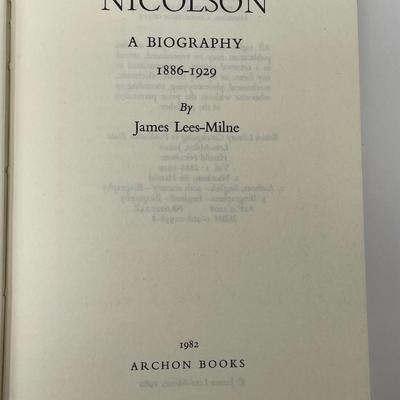 NICOLSON
A BIOGRAPHY
1886–1929
By
James Lees-Milne
1982
ARCHON BOOKS